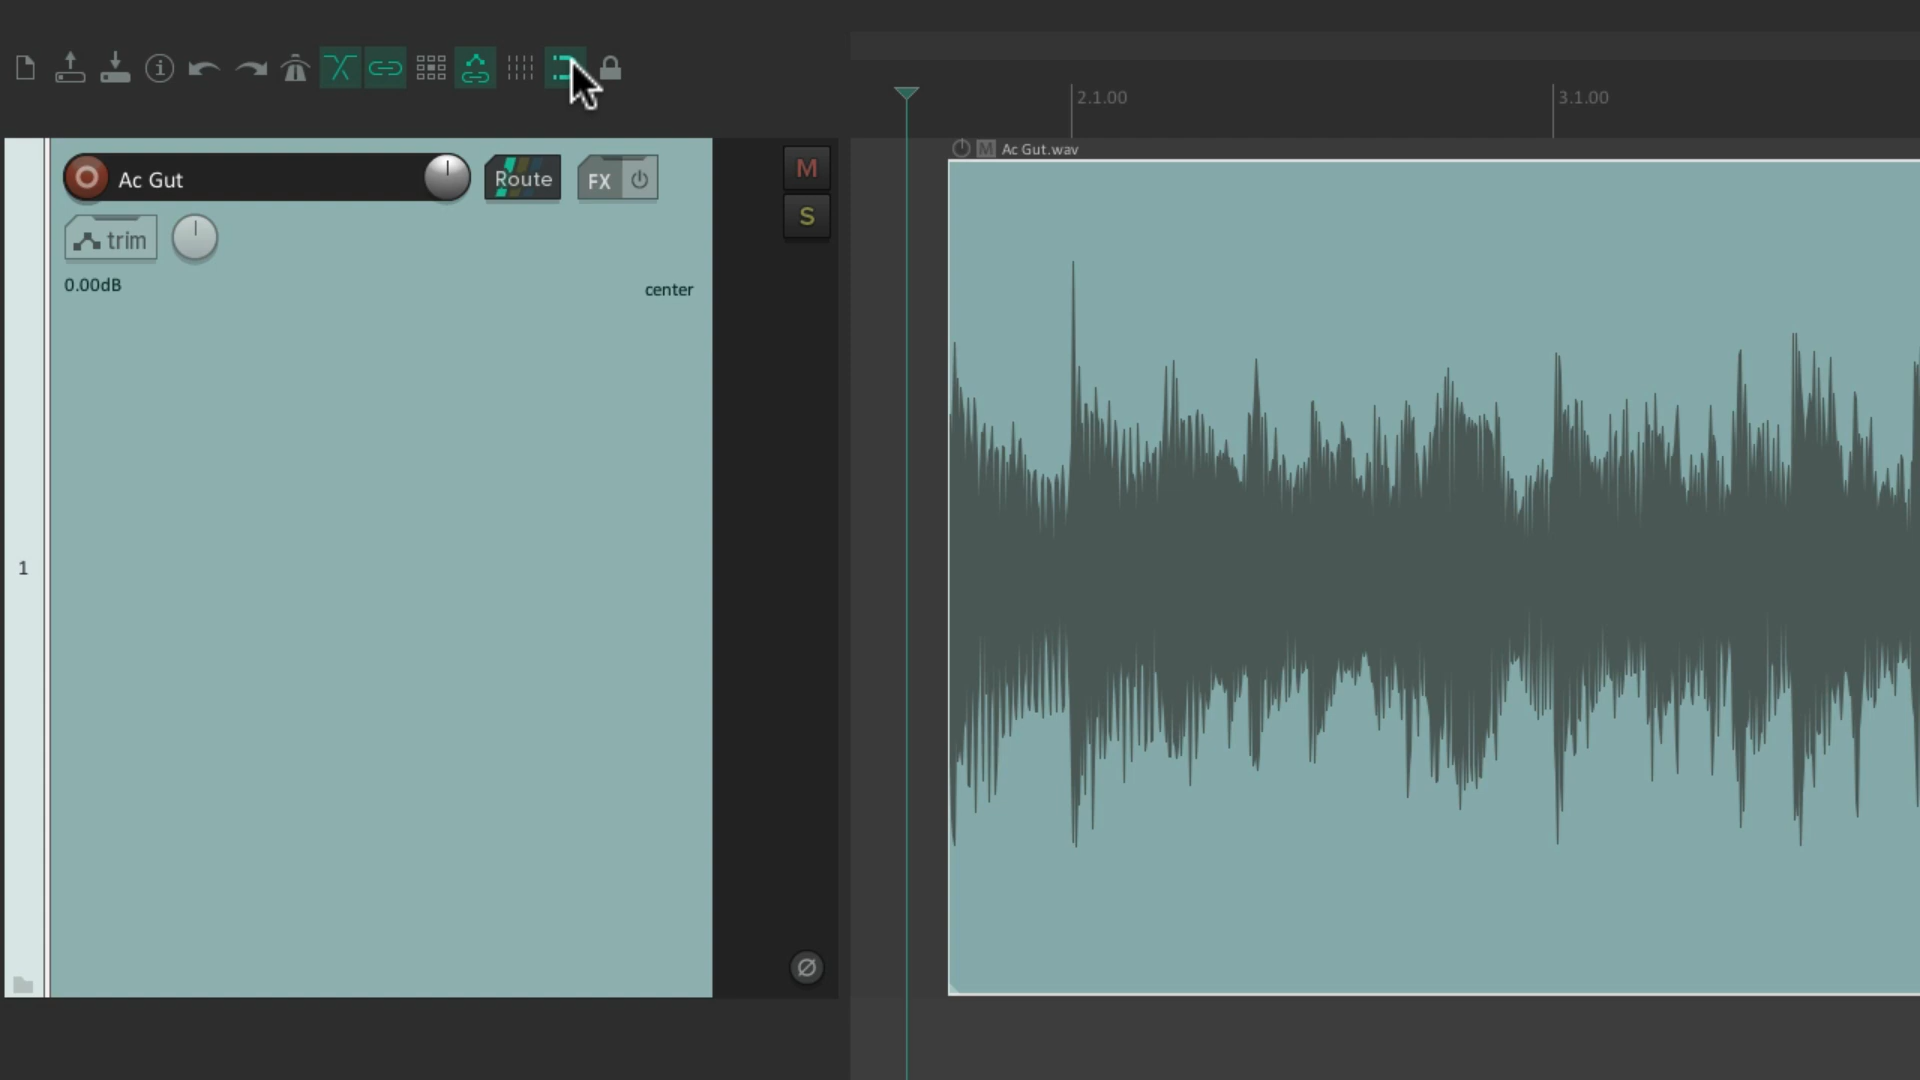 2.1.00
3.1.00
M Ac Gut.wav
Ac Gut
Route
FX
M
S
trim
0.00dB
center
1